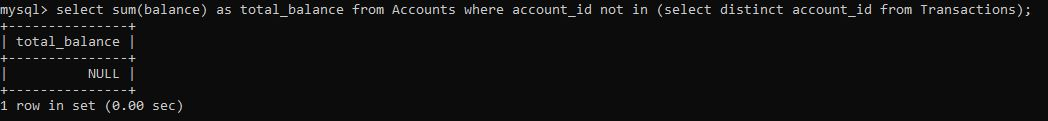 mysql> select sum(balance) as total_balance from Accounts where account_id not in (select distinct account_id from Transactions);
+---------------+
| total_balance |
+---------------+
|          NULL |
+---------------+
1 row in set (0.00 sec)